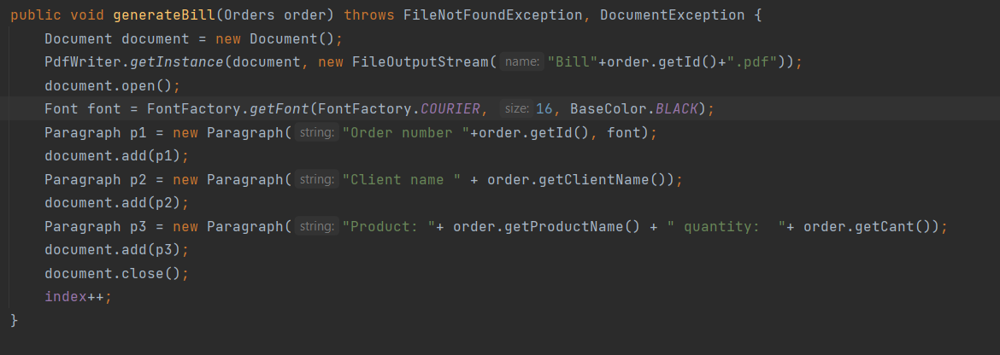 public void generateBill(Orders order) throws FileNotFoundException, DocumentException {
    Document document = new Document();
    PdfWriter.getInstance(document, new FileOutputStream( name: "Bill"+order.getId()+".pdf"));
    document.open();
    Font font = FontFactory.getFont(FontFactory.COURIER, size: 16, BaseColor.BLACK);
    Paragraph p1 = new Paragraph( string: "Order number "+order.getId(), font);
    document.add(p1);
    Paragraph p2 = new Paragraph( string: "Client name " + order.getClientName());
    document.add(p2);
    Paragraph p3 = new Paragraph( string: "Product: "+ order.getProductName() + " quantity:  "+ order.getCant());
    document.add(p3);
    document.close();
    index++;
}